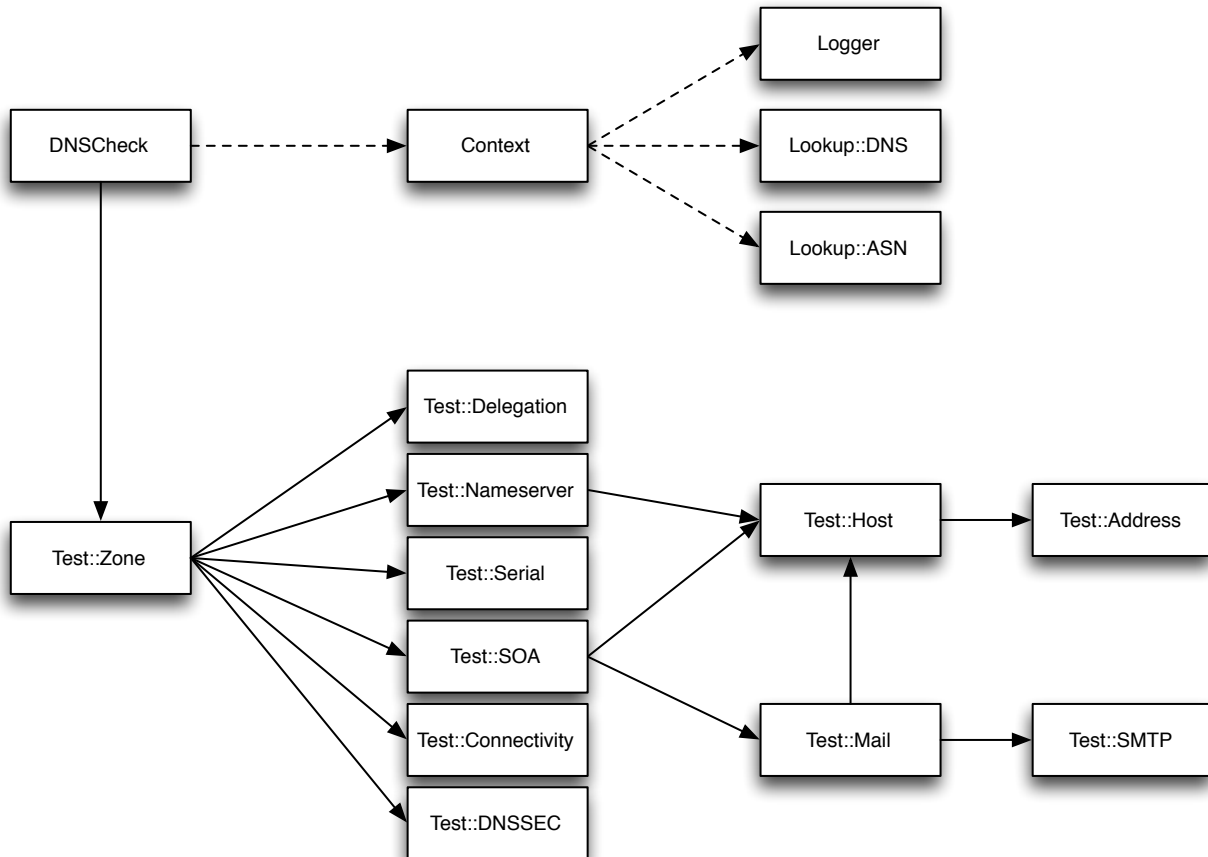 Logger
DNSCheck
Context
Lookup::DNS
Lookup::ASN
Test::Delegation
Test::Nameserver
Test::Host
Test::Address
Test::Zone
Test::Serial
Test::SOA
Test::Connectivity
Test::Mail
Test::SMTP
Test::DNSSEC